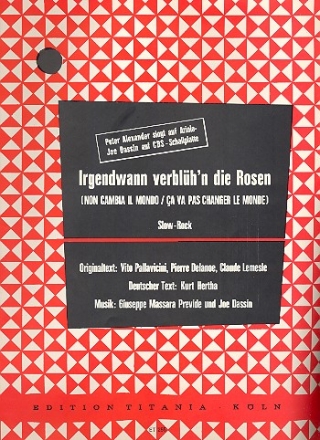 Peter Alexander singt auf Ariola-
Joe Dassin auf CBS-Schallplatte
Irgendwann verblüh'n die Rosen
(NON CAMBIA IL MONDO / ÇA VA PAS CHANGER LE MONDE)
Slow-Rock
Originaltext: Vito Pallavicini, Pierre Delanoe, Claude Lemesle
Deutscher Text: Kurt Hertha
Musik: Giuseppe Massara Previde und Joe Dassin
EDITION TITANIA · KÖLN